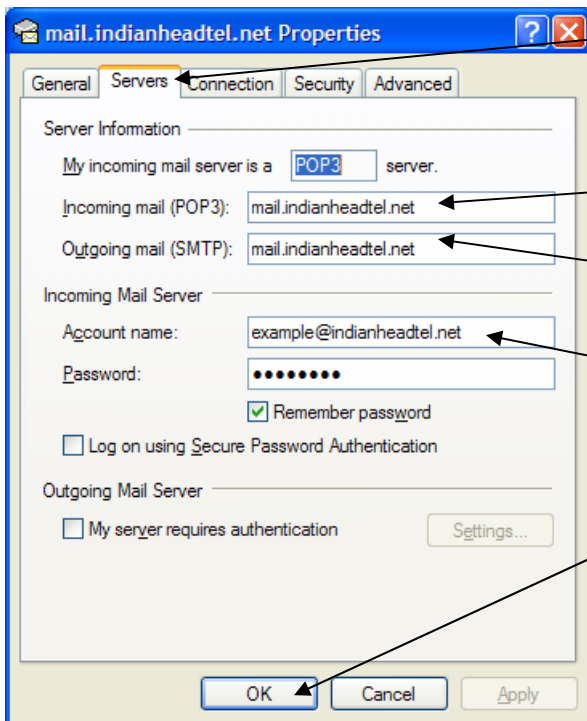 mail.indianheadtel.net Properties
General Servers Connection Security Advanced
Server Information
My incoming mail server is a POP3 server.
Incoming mail (POP3): mail.indianheadtel.net
Outgoing mail (SMTP): mail.indianheadtel.net
Incoming Mail Server
Account name: example@indianheadtel.net
Password: ●●●●●●●●
Remember password
Log on using Secure Password Authentication
Outgoing Mail Server
My server requires authentication Settings...
OK Cancel Apply